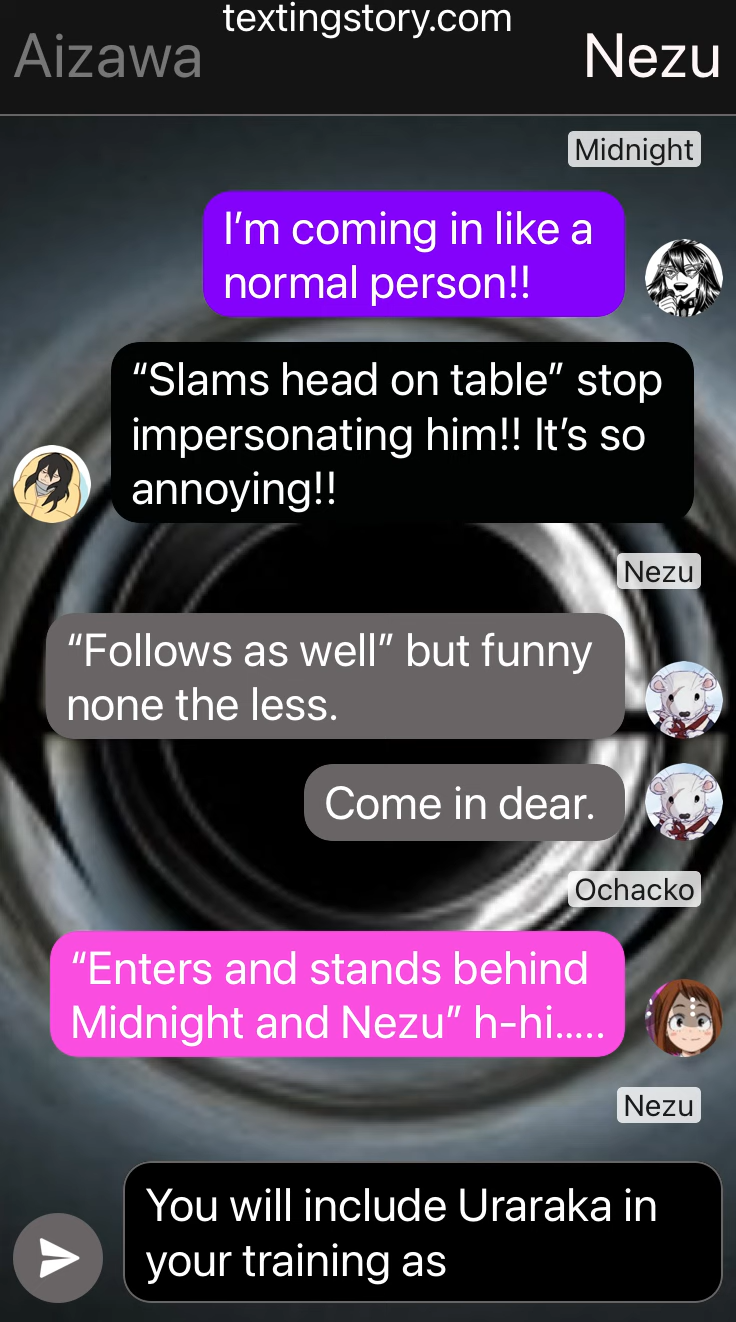 textingstory.com
Aizawa
Nezu
Midnight
I’m coming in like a
normal person!!
“Slams head on table” stop
impersonating him!! It’s so
annoying!!
Nezu
“Follows as well” but funny
none the less.
Come in dear.
Ochacko
“Enters and stands behind
Midnight and Nezu” h-hi.....
Nezu
You will include Uraraka in
your training as